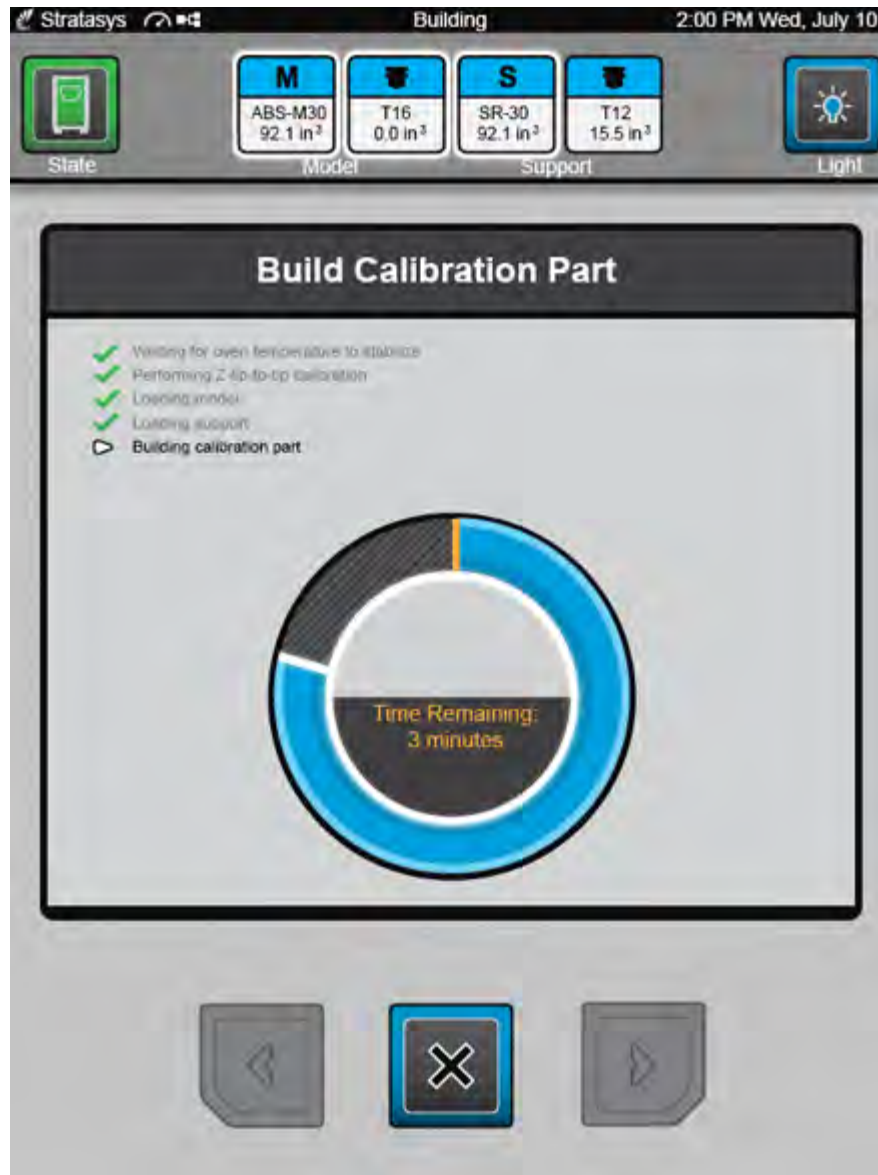 Stratasys
Building
2:00 PM Wed, July 10
M
S
ABS-M30
92.1 in³
T16
0.0 in³
SR-30
92.1 in³
T12
15.5 in³
State
Model
Support
Light
Build Calibration Part
Waiting for oven temperature to stabilize
Performing Z tip-to-tip calibration
Loading model
Loading support
Building calibration part
Time Remaining:
3 minutes